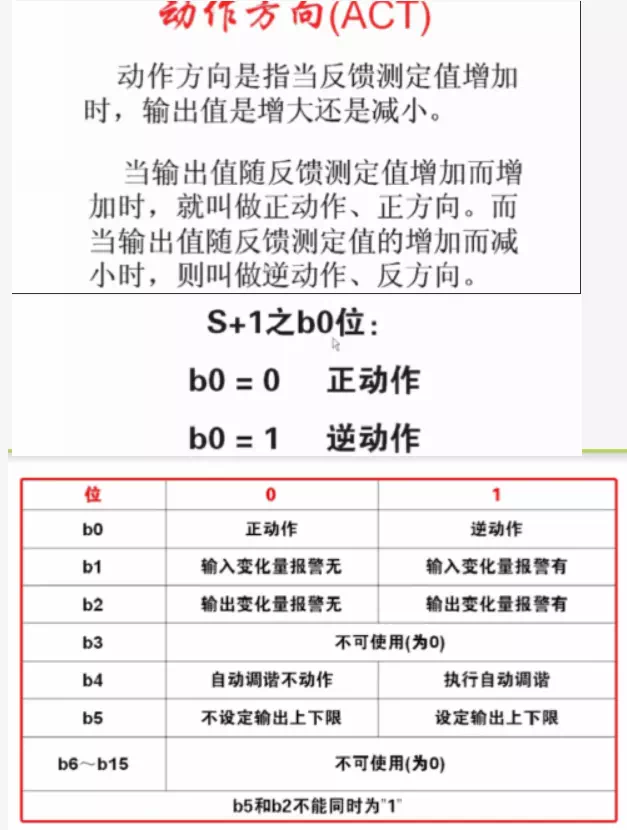 动作方向(ACT)
动作方向是指当反馈测定值增加
时，输出值是增大还是减小。
当输出值随反馈测定值增加而增
加时，就叫做正动作、正方向。而
当输出值随反馈测定值的增加而减
小时，则叫做逆动作、反方向。
S+1之b0位：
b0 = 0 正动作
b0 = 1 逆动作
位 0 1
b0 正动作 逆动作
b1 输入变化量报警无 输入变化量报警有
b2 输出变化量报警无 输出变化量报警有
b3 不可使用(为0)
b4 自动调谐不动作 执行自动调谐
b5 不设定输出上下限 设定输出上下限
b6～b15 不可使用(为0)
b5和b2不能同时为"1"